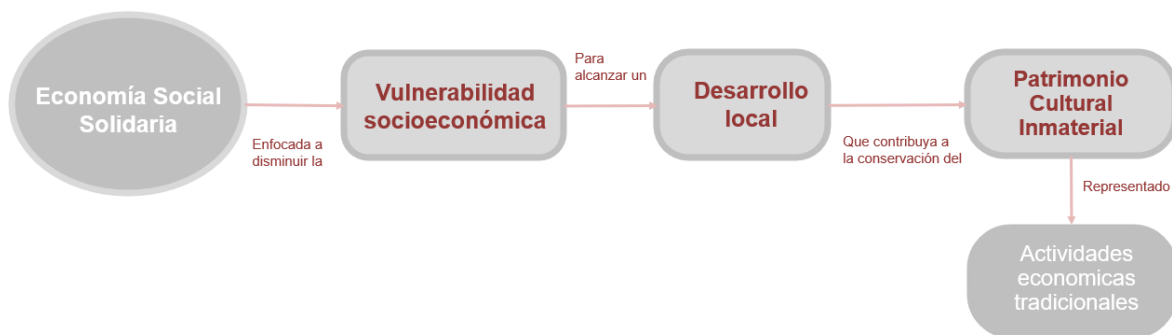 Economía Social
Solidaria
Enfocada a
disminuir la
Vulnerabilidad
socioeconómica
Para
alcanzar un
Desarrollo
local
Que contribuya a
la conservación del
Patrimonio
Cultural
Inmaterial
Representado
Actividades
economicas
tradicionales